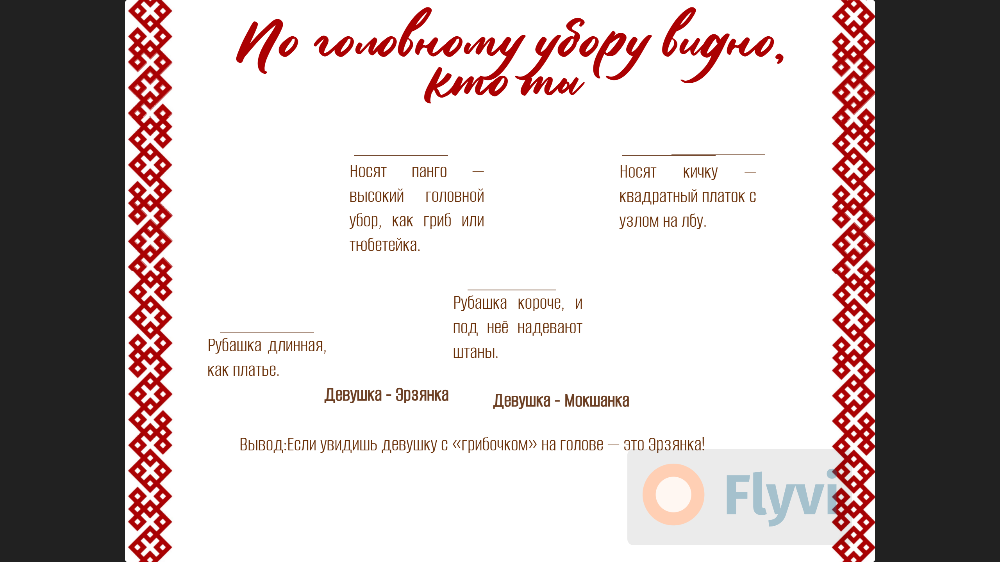 По головному убору видно,
кто ты
Носят панго –
высокий головной
убор, как гриб или
тюбетейка.
Носят кичку –
квадратный платок с
узлом на лбу.
Рубашка короче, и
под неё надевают
штаны.
Рубашка длинная,
как платье.
Девушка - Эрзянка
Девушка - Мокшанка
Вывод:Если увидишь девушку с «грибочком» на голове – это Эрзянка!
Flyvi